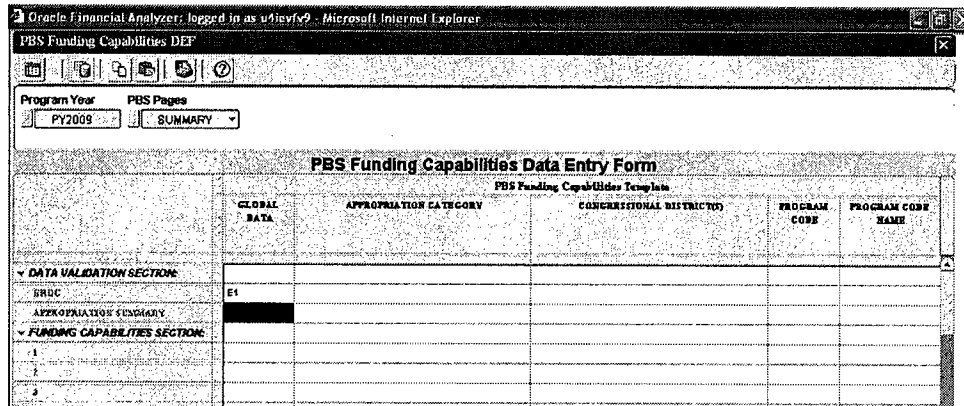 Oracle Financial Analyzer: logged in as u4ievfv9 - Microsoft Internet Explorer
PBS Funding Capabilities DEF
Program Year PBS Pages
PY2009 SUMMARY
PBS Funding Capabilities Data Entry Form
PBS Funding Capabilities Template
GLOBAL DATA APPROPRIATION CATEGORY CONGRESSIONAL DISTRICT(S) PROGRAM CODE PROGRAM CODE NAME
DATA VALIDATION SECTION:
E1
APPROPRIATION SUMMARY
FUNDING CAPABILITIES SECTION:
1
2
3